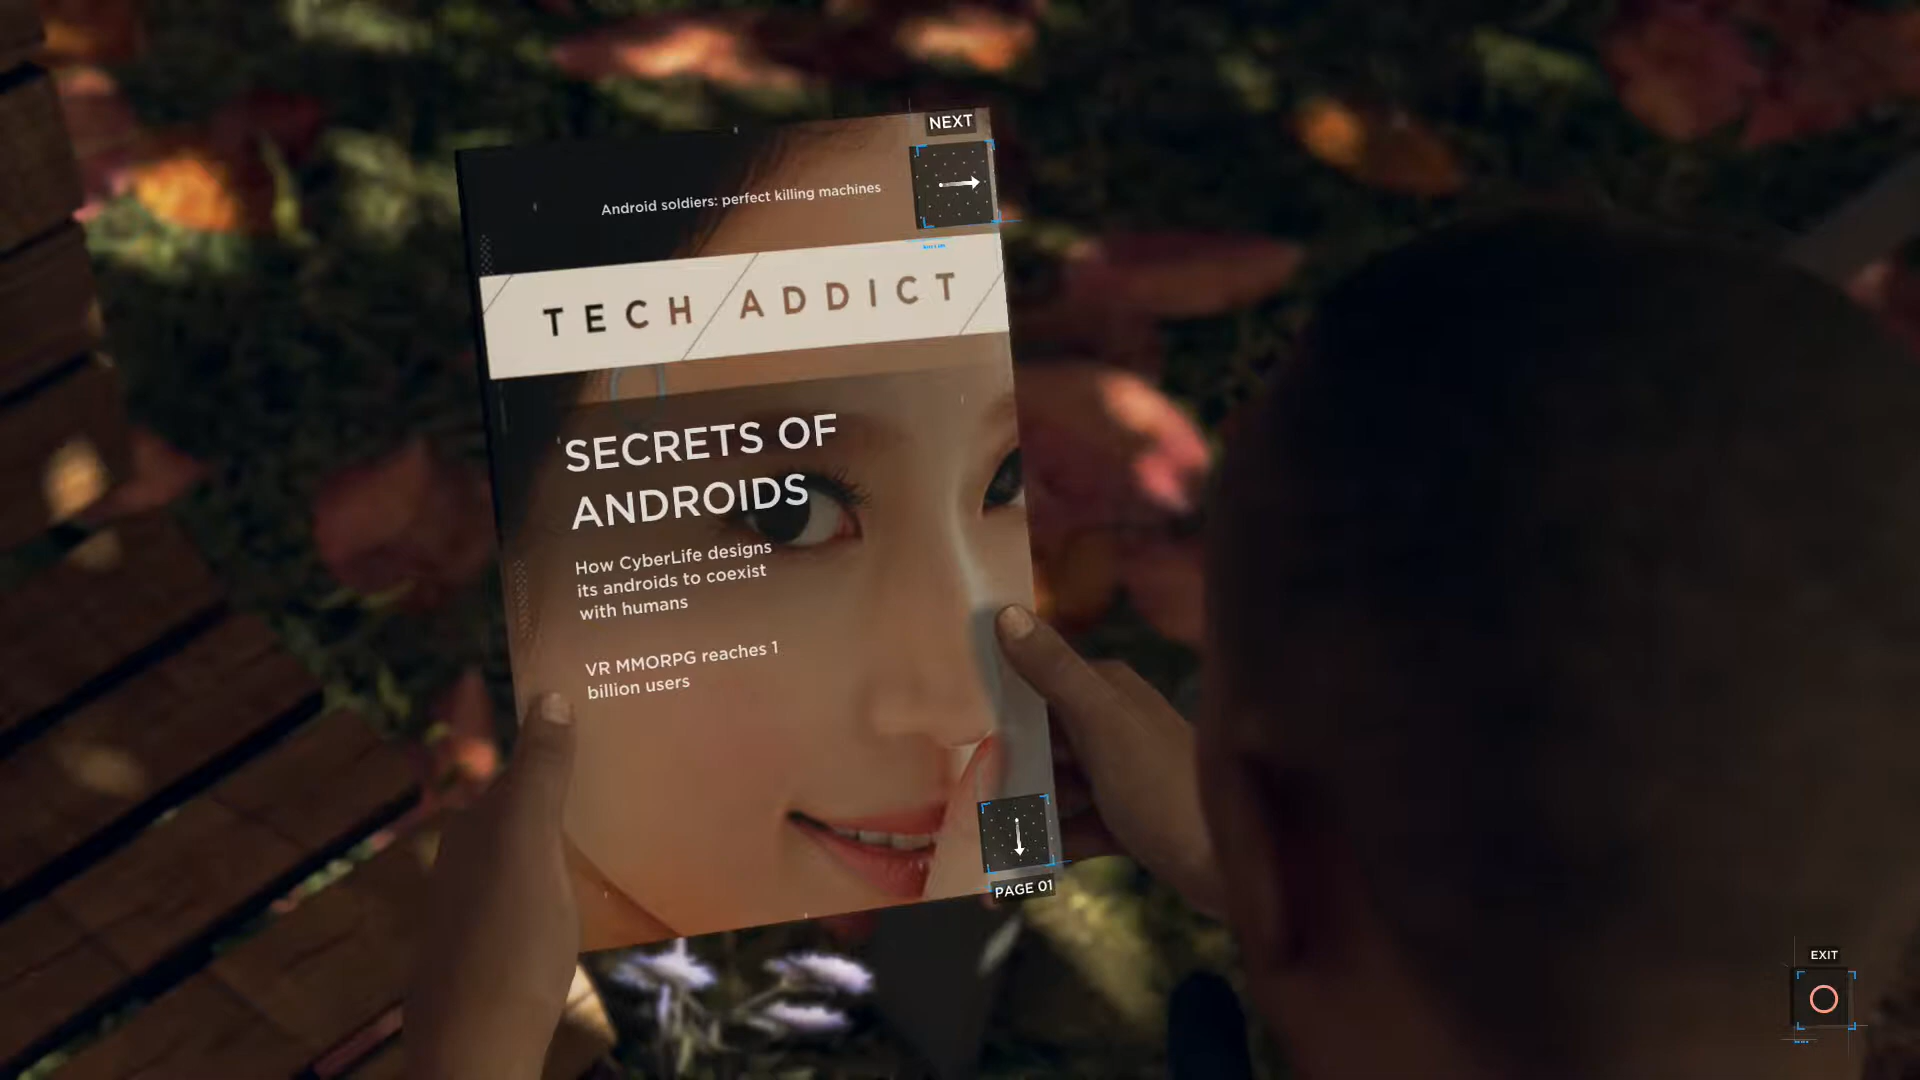 NEXT
Android soldiers: perfect killing machines
TECH ADDICT
SECRETS OF
ANDROIDS
How CyberLife designs
its androids to coexist
with humans
VR MMORPG reaches 1
billion users
PAGE 01
EXIT